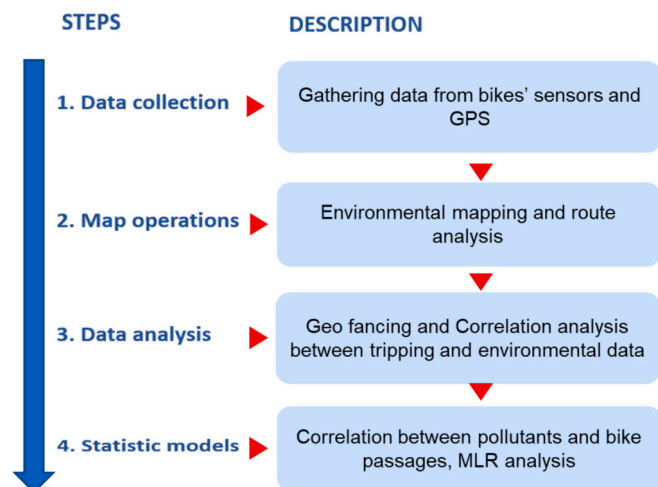 STEPS
DESCRIPTION
1. Data collection
Gathering data from bikes' sensors and
GPS
2. Map operations
Environmental mapping and route
analysis
3. Data analysis
Geo fancing and Correlation analysis
between tripping and environmental data
4. Statistic models
Correlation between pollutants and bike
passages, MLR analysis